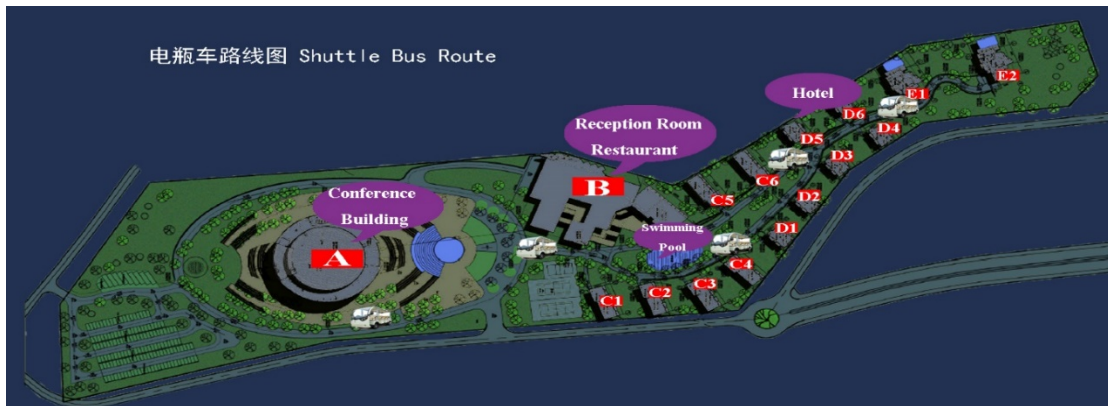 电瓶车路线图 Shuttle Bus Route
Hotel
Reception Room
Restaurant
Conference
Building
Swimming
Pool
A
B
C1
C2
C3
C4
C5
C6
D1
D2
D3
D4
D5
D6
E1
E2